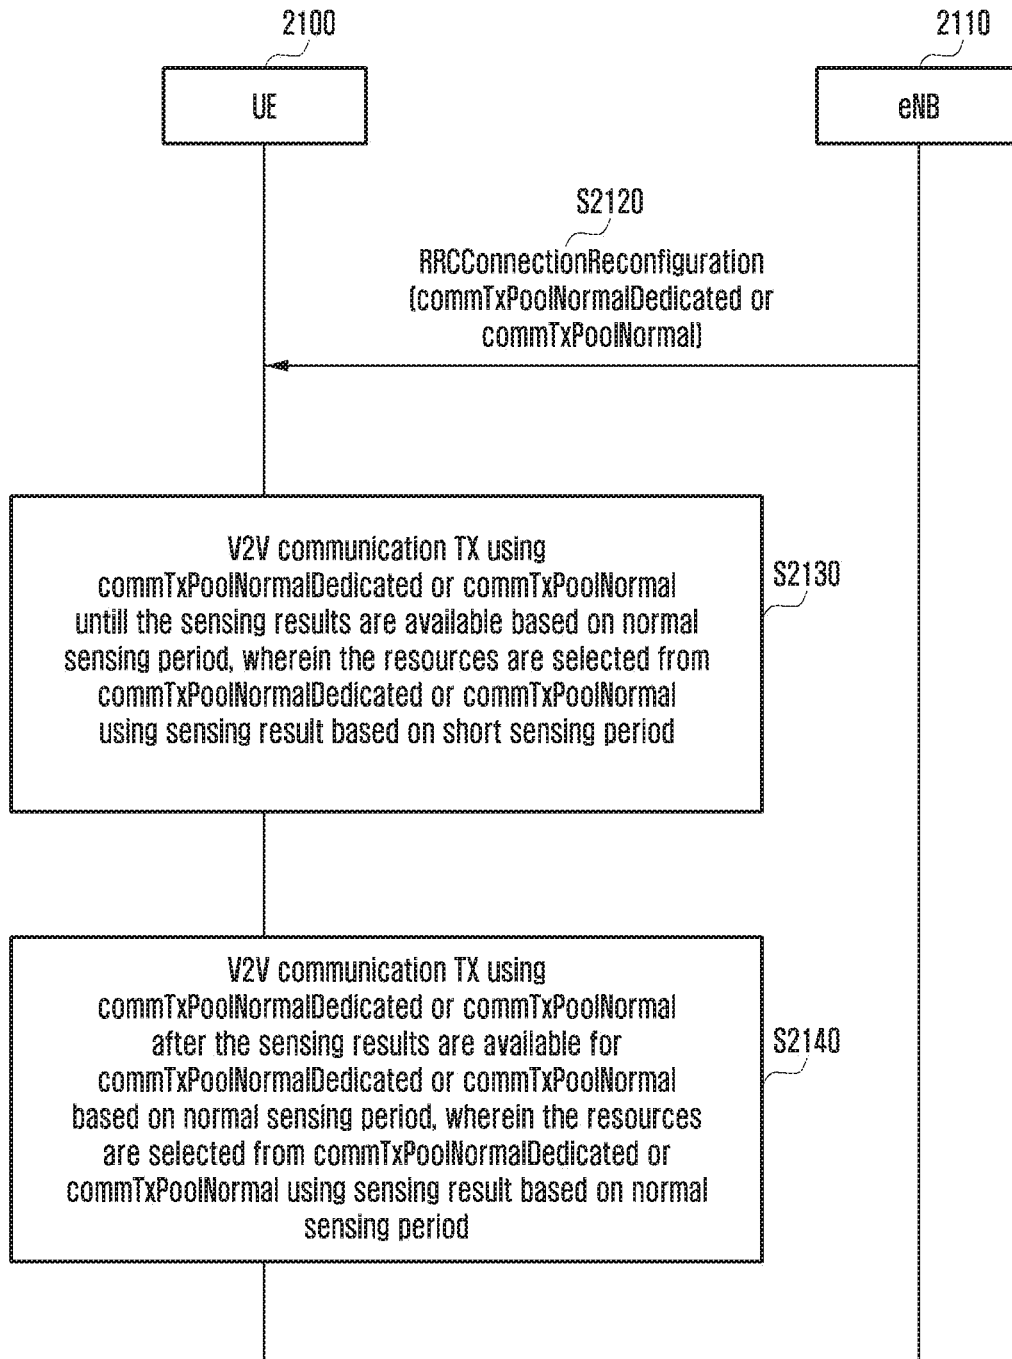 2100
2110
UE
eNB
S2120
RRCConnectionReconfiguration
(commTxPoolNormalDedicated or
commTxPoolNormal)
V2V communication TX using
commTxPoolNormalDedicated or commTxPoolNormal
untill the sensing results are available based on normal
sensing period, wherein the resources are selected from
commTxPoolNormalDedicated or commTxPoolNormal
using sensing result based on short sensing period
S2130
V2V communication TX using
commTxPoolNormalDedicated or commTxPoolNormal
after the sensing results are available for
commTxPoolNormalDedicated or commTxPoolNormal
based on normal sensing period, wherein the resources
are selected from commTxPoolNormalDedicated or
commTxPoolNormal using sensing result based on normal
sensing period
S2140